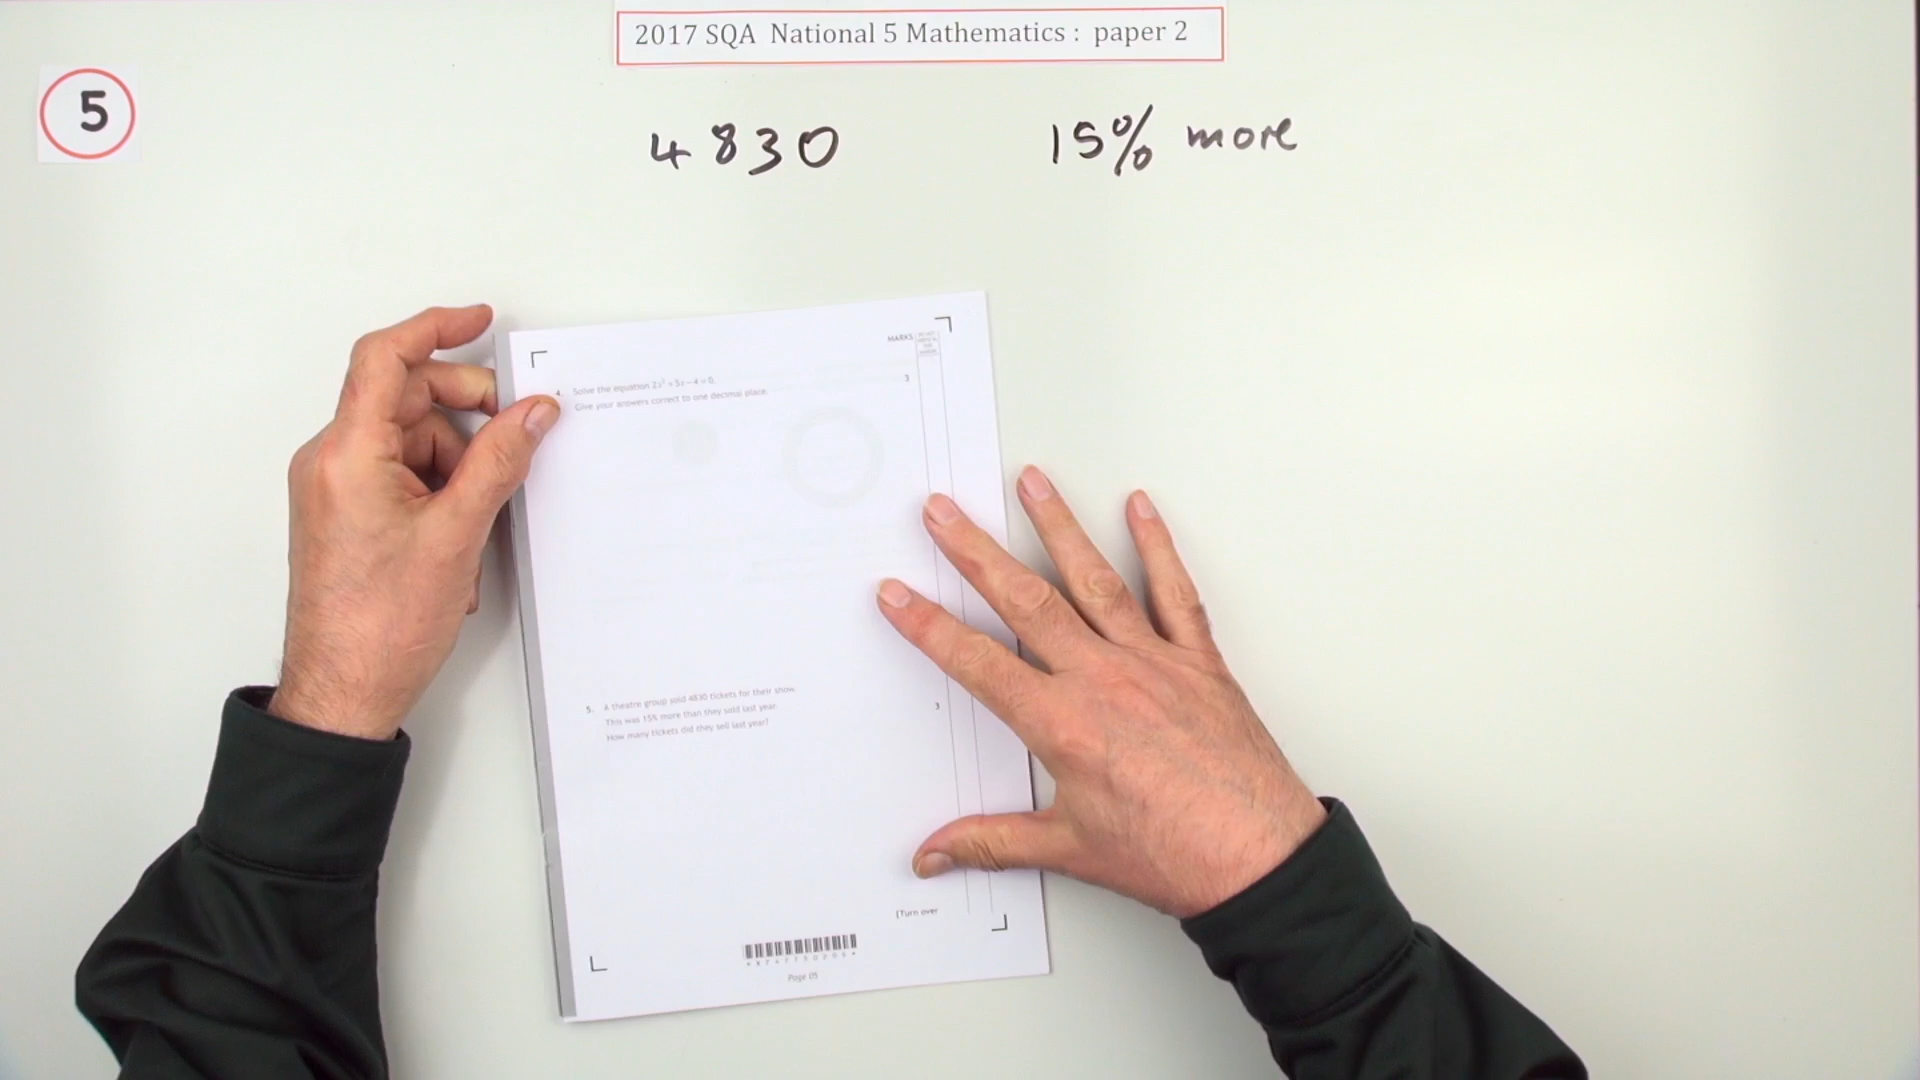 2017 SQA National 5 Mathematics : paper 2
5
4830 15% more
MARKS
4. Solve the equation 2x² + 5x − 4 = 0. 3
Give your answers correct to one decimal place.
5. A theatre group sold 4830 tickets for their show. 3
This was 15% more than they sold last year.
How many tickets did they sell last year?
[Turn over
Page 05